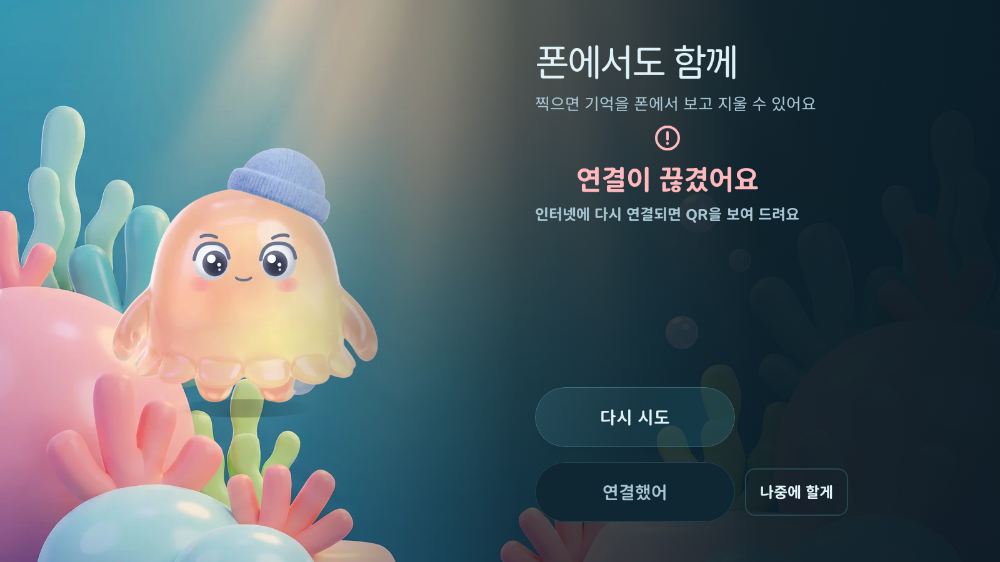 폰에서도 함께
찍으면 기억을 폰에서 보고 지울 수 있어요
연결이 끊겼어요
인터넷에 다시 연결되면 QR을 보여 드려요
다시 시도
연결했어
나중에 할게